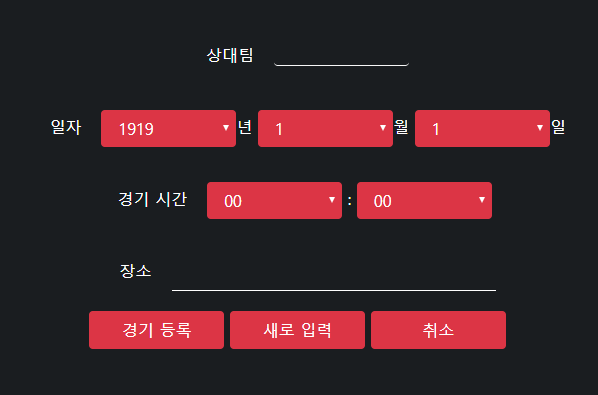 상대팀
일자 1919 년 1 월 1 일
경기 시간 00 : 00
장소
경기 등록 새로 입력 취소